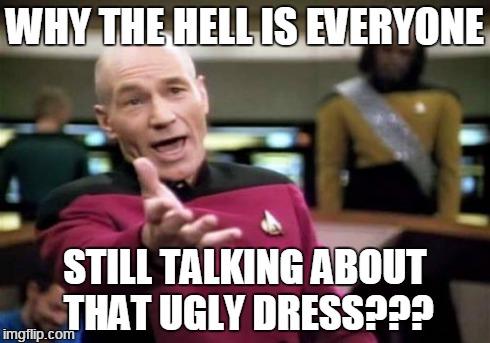 WHY THE HELL IS EVERYONE
STILL TALKING ABOUT
THAT UGLY DRESS???
imgflip.com